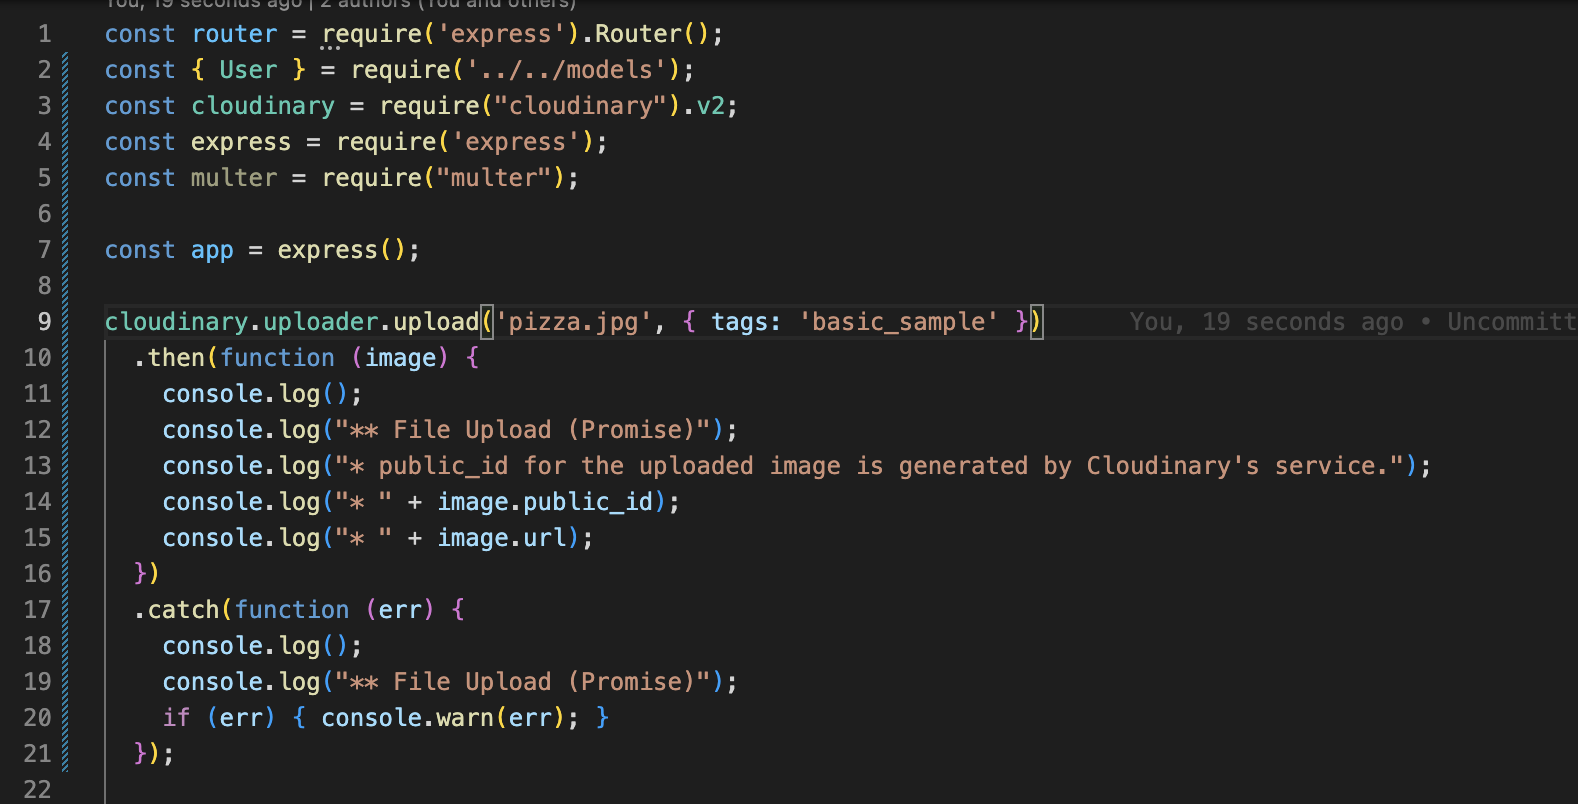 You, 19 seconds ago | 2 authors (You and others)
1 const router = require('express').Router();
2 const { User } = require('../../models');
3 const cloudinary = require("cloudinary").v2;
4 const express = require('express');
5 const multer = require("multer");
6
7 const app = express();
8
9 cloudinary.uploader.upload('pizza.jpg', { tags: 'basic_sample' }) You, 19 seconds ago • Uncommitt
10 .then(function (image) {
11 console.log();
12 console.log("** File Upload (Promise)");
13 console.log("* public_id for the uploaded image is generated by Cloudinary's service.");
14 console.log("* " + image.public_id);
15 console.log("* " + image.url);
16 })
17 .catch(function (err) {
18 console.log();
19 console.log("** File Upload (Promise)");
20 if (err) { console.warn(err); }
21 });
22